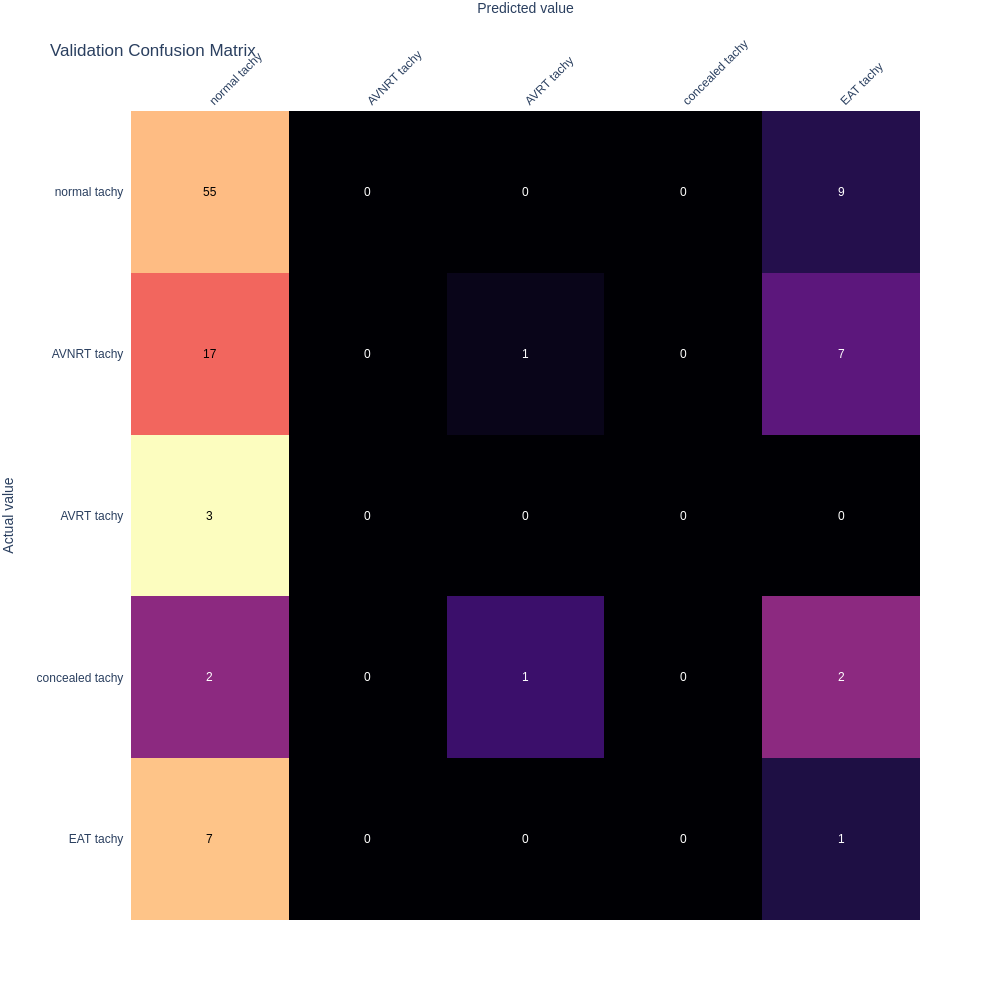 Predicted value
Validation Confusion Matrix
normal tachy AVNRT tachy AVRT tachy concealed tachy EAT tachy
normal tachy 55 0 0 0 9
AVNRT tachy 17 0 1 0 7
Actual value
AVRT tachy 3 0 0 0 0
concealed tachy 2 0 1 0 2
EAT tachy 7 0 0 0 1